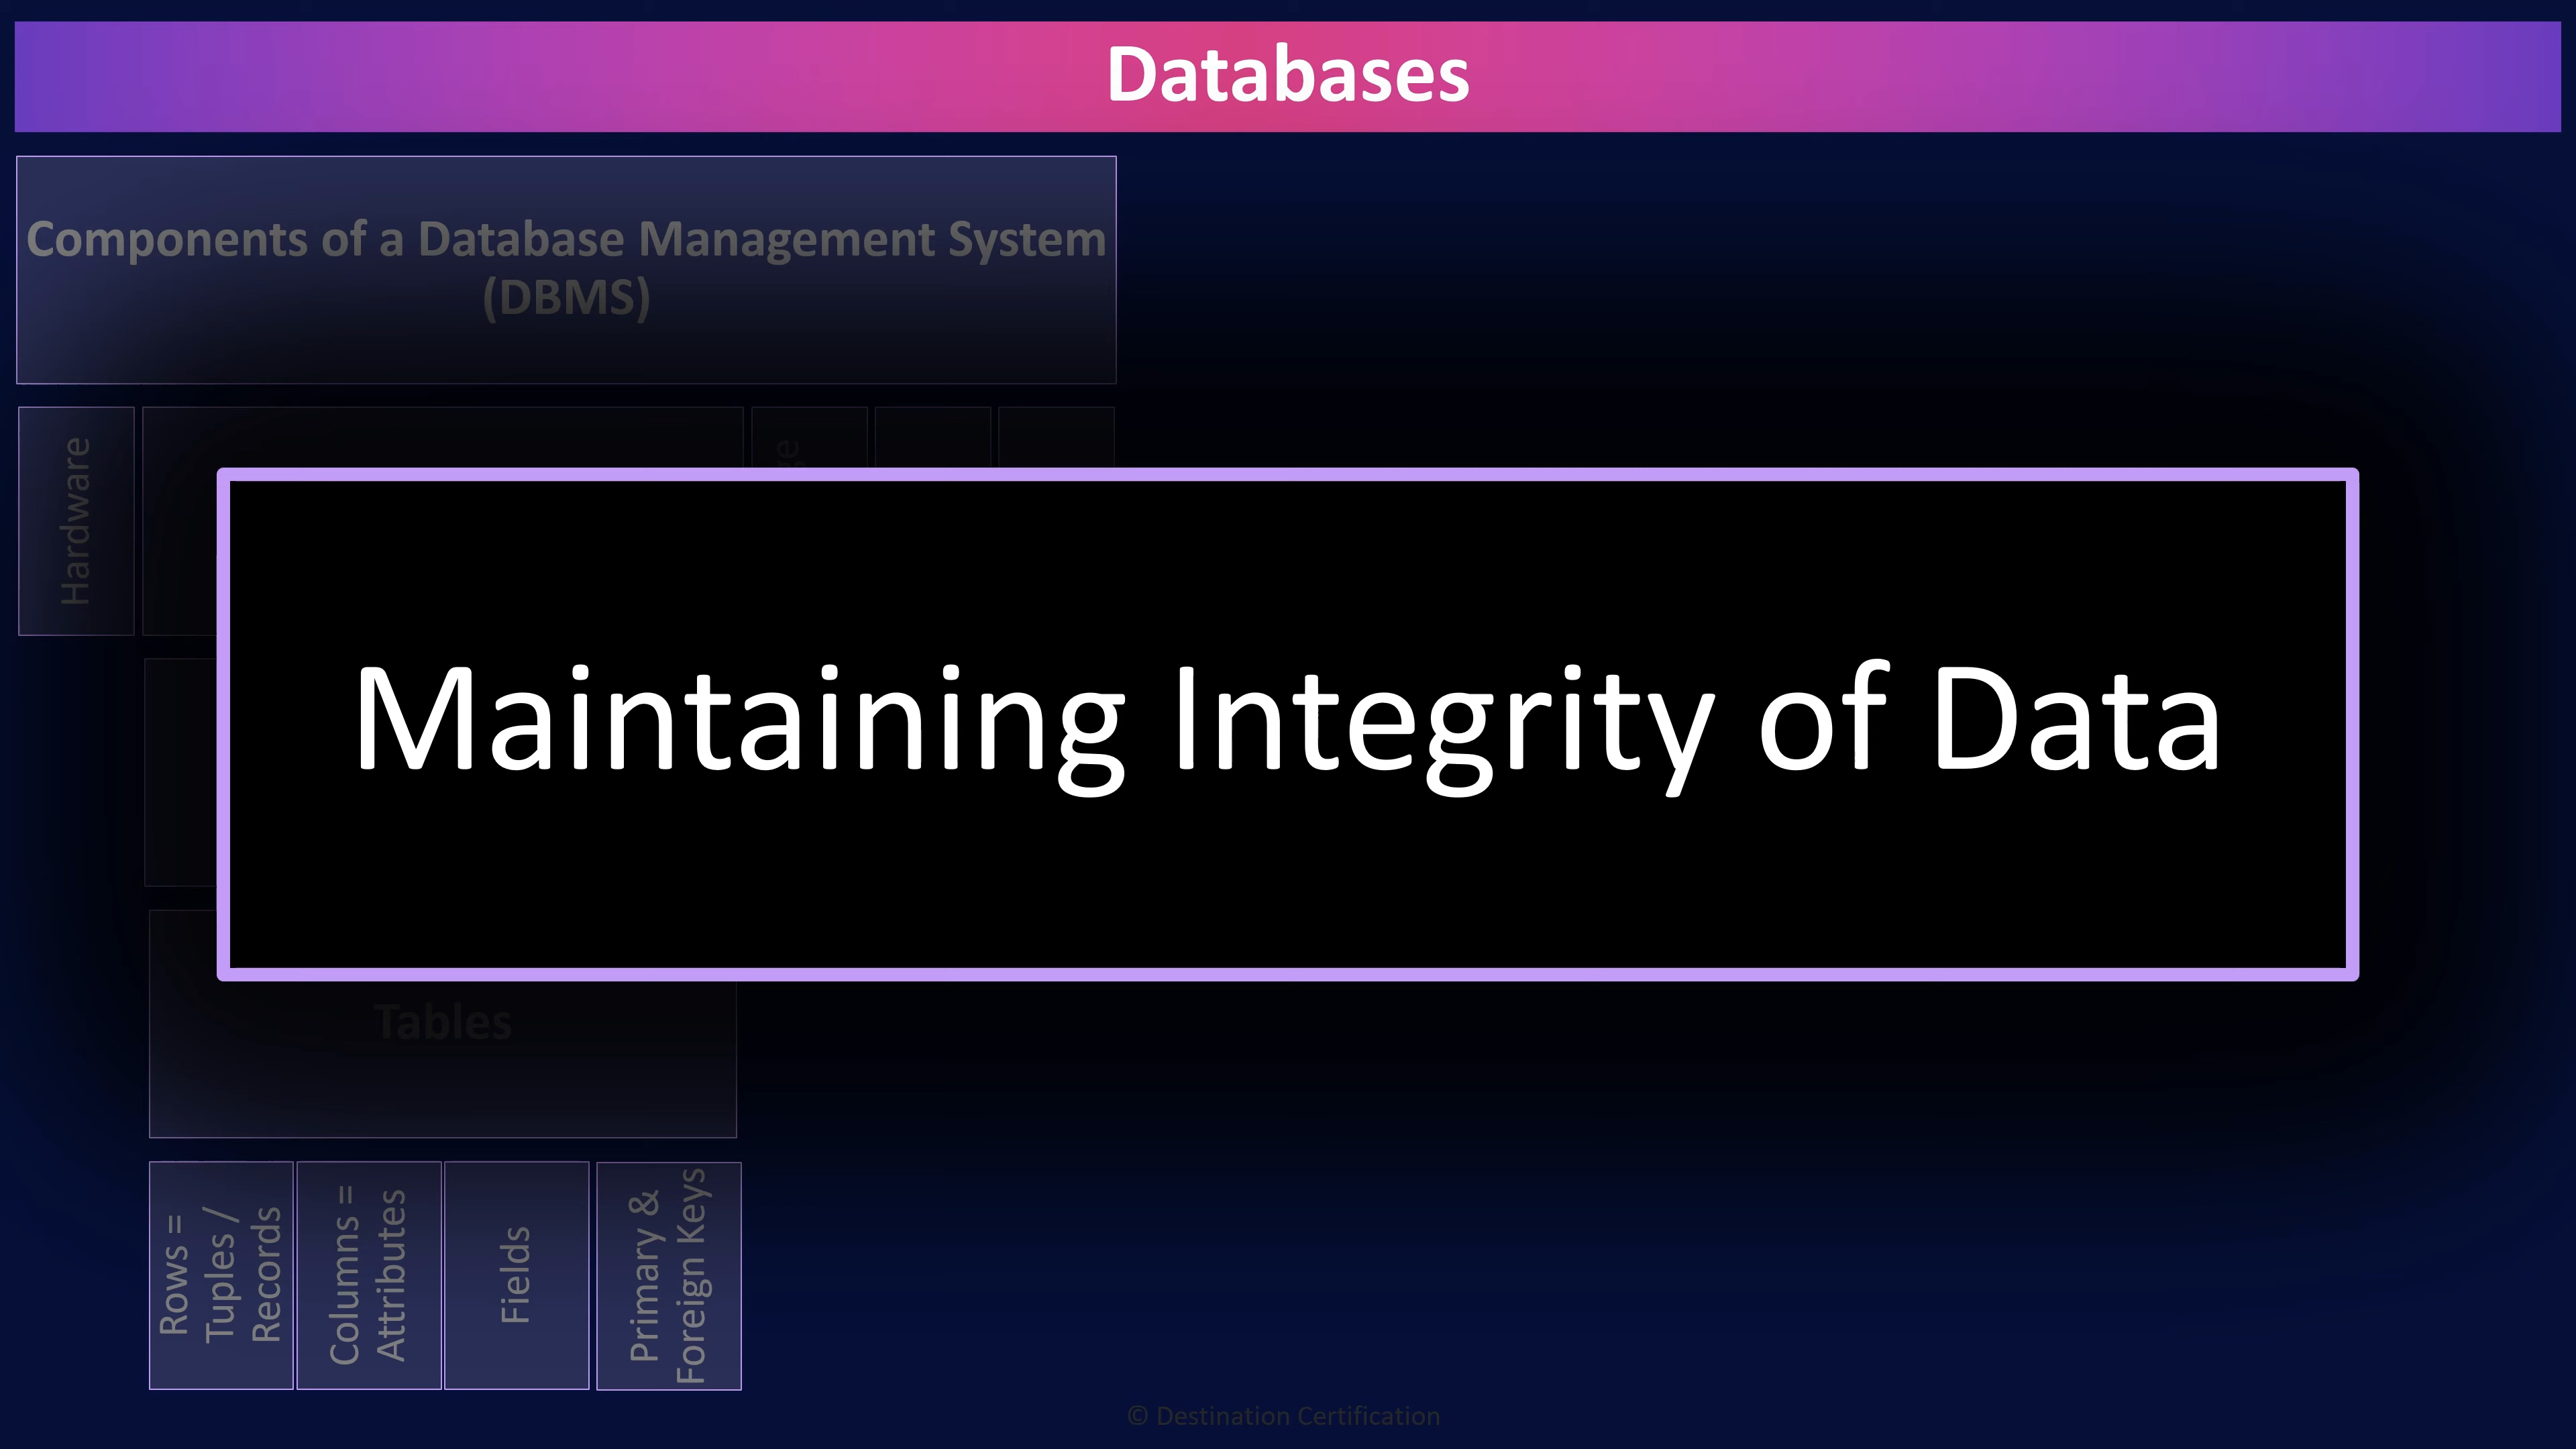 Databases
Components of a Database Management System
(DBMS)
Hardware
Maintaining Integrity of Data
Tables
Rows =
Tuples /
Records
Columns =
Attributes
Fields
Primary &
Foreign Keys
© Destination Certification